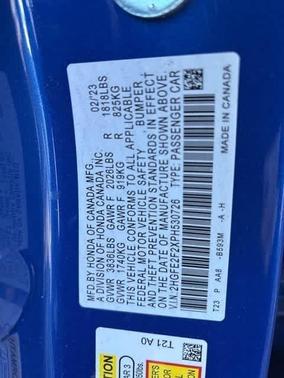 MFD BY HONDA OF CANADA MFG. 02/'23
A DIVISION OF HONDA CANADA INC.
GVWR 3836LBS GAWR F 2026LBS R 1818LBS
GVWR 1740KG GAWR F 919KG R 825KG
THIS VEHICLE CONFORMS TO ALL APPLICABLE
FEDERAL MOTOR VEHICLE SAFETY, BUMPER
AND THEFT PREVENTION STANDARDS IN EFFECT
ON THE DATE OF MANUFACTURE SHOWN ABOVE.
V.I.N: 2HGFE2F2XPH530726 TYPE PASSENGER CAR
T23 P AA8 -B593M -A -H MADE IN CANADA
T21 A0